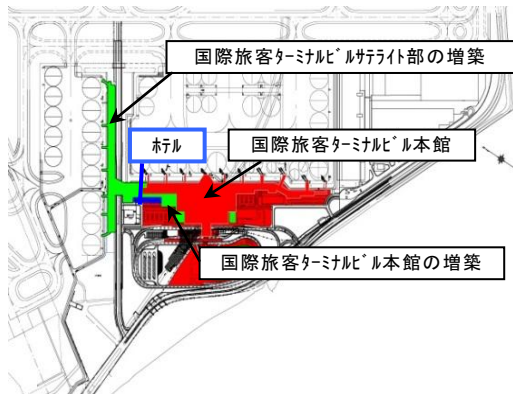 国際旅客ﾀｰﾐﾅﾙﾋﾞﾙｻﾃﾗｲﾄ部の増築
ﾎﾃﾙ
国際旅客ﾀｰﾐﾅﾙﾋﾞﾙ本館
国際旅客ﾀｰﾐﾅﾙﾋﾞﾙ本館の増築